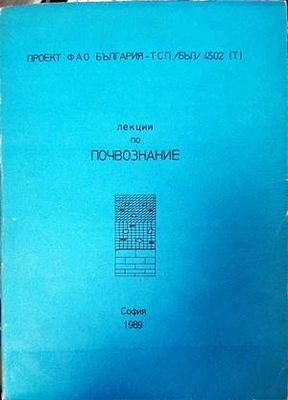 ПРОЕКТ ФАО БЪЛГАРИЯ-ТСП/БЪЛ/4502 (Т)
лекции
по
ПОЧВОЗНАНИЕ
София
1989